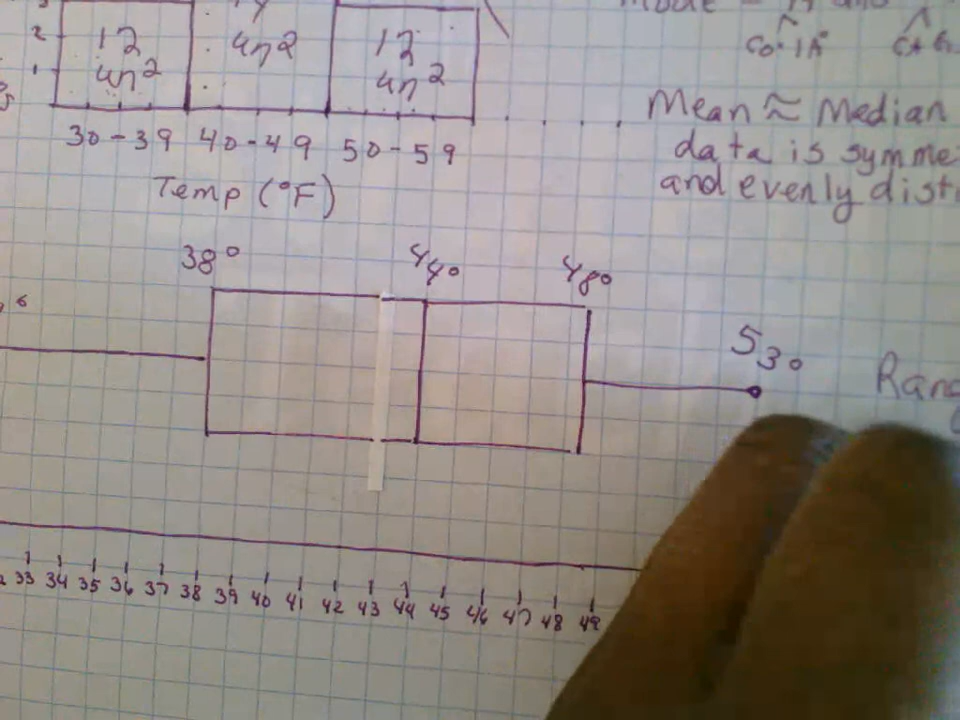 2 12 4n² 12
1 4n² 4n²
30-39 40-49 50-59
Temp (°F)
Mean ≈ Median
data is symme
and evenly dist
38° 44° 48°
53°
Rang
33 34 35 36 37 38 39 40 41 42 43 44 45 46 47 48 49